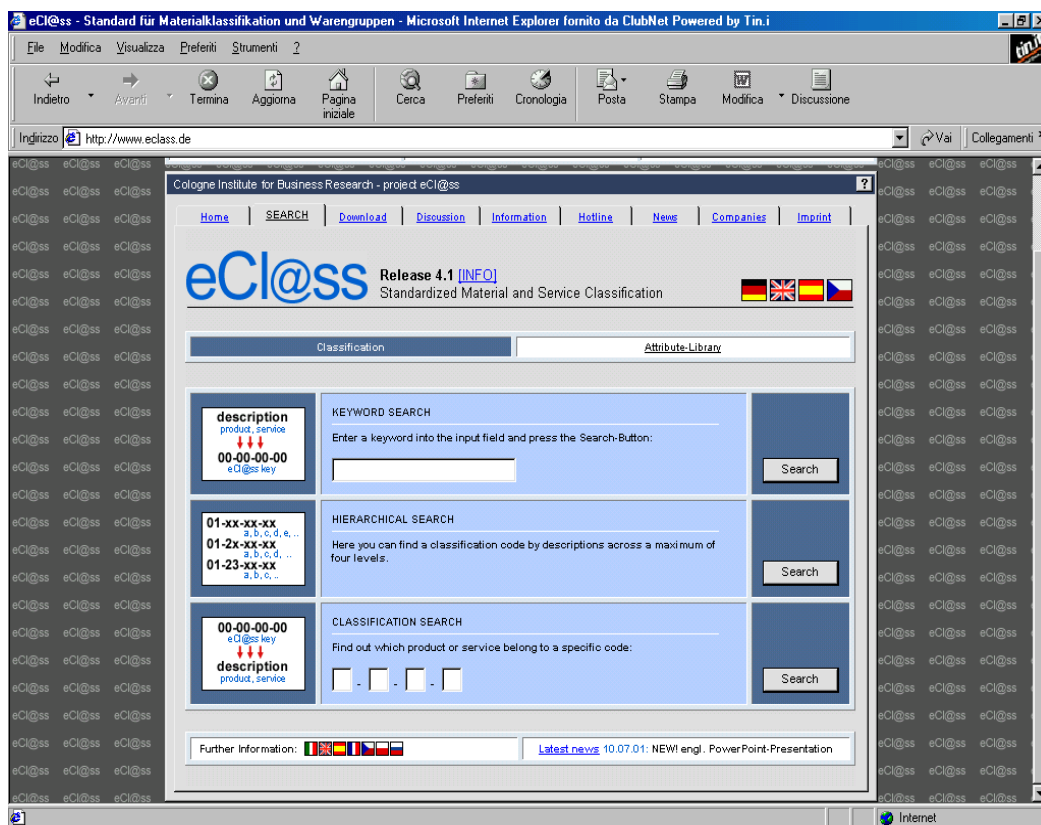 eCl@ss - Standard für Materialklassifikation und Warengruppen - Microsoft Internet Explorer fornito da ClubNet Powered by Tin.i
File Modifica Visualizza Preferiti Strumenti ?
tin.i
Indietro Avanti Termina Aggiorna Pagina iniziale Cerca Preferiti Cronologia Posta Stampa Modifica Discussione
Indirizzo http://www.eclass.de Vai Collegamenti
Cologne Institute for Business Research - project eCl@ss ?
Home SEARCH Download Discussion Information Hotline News Companies Imprint
eCl@ss
Release 4.1 [INFO]
Standardized Material and Service Classification
Classification Attribute-Library
description
product, service
00-00-00-00
eCl@ss key
KEYWORD SEARCH
Enter a keyword into the input field and press the Search-Button:
Search
01-xx-xx-xx
a, b, c, d, e, ..
01-2x-xx-xx
a, b, c, d, ..
01-23-xx-xx
a, b, c, ..
HIERARCHICAL SEARCH
Here you can find a classification code by descriptions across a maximum of
four levels.
Search
00-00-00-00
eCl@ss key
description
product, service
CLASSIFICATION SEARCH
Find out which product or service belong to a specific code:
- - -
Search
Further Information:
Latest news 10.07.01: NEW! engl. PowerPoint-Presentation
Internet